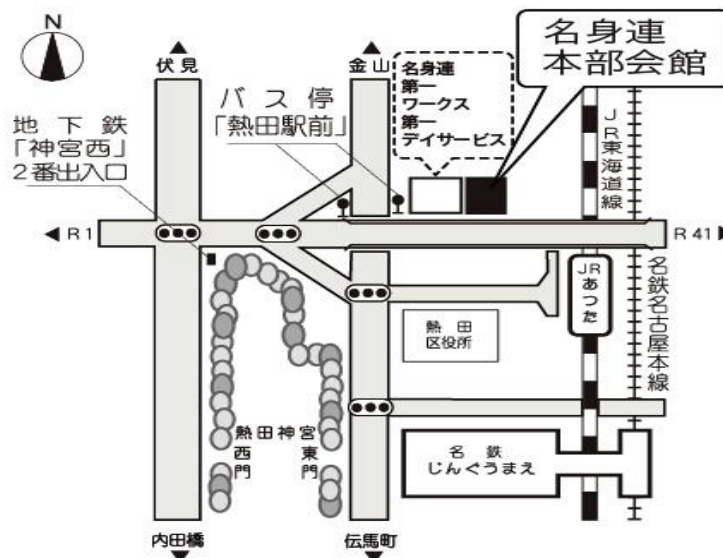 N
伏見
金山
名身連
第一
ワークス
第一
デイサービス
名身連
本部会館
バス停
「熱田駅前」
地下鉄
「神宮西」
2番出入口
JR東海道線
R1
R41
JR
あつた
名鉄名古屋本線
熱田
区役所
熱田神宮
西門
東門
名鉄
じんぐうまえ
内田橋
伝馬町